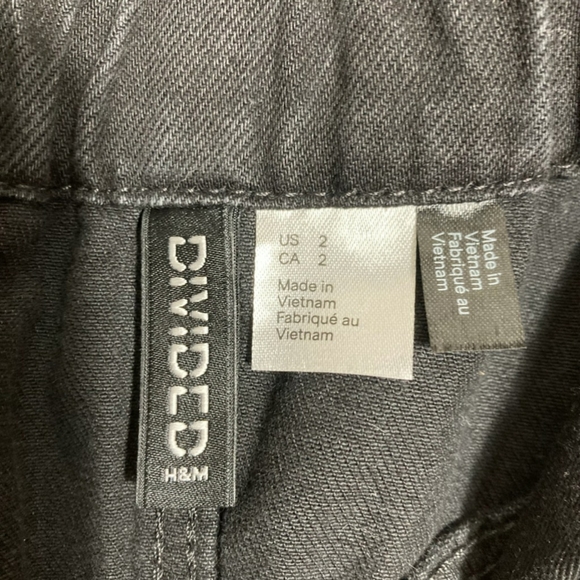 DIVIDED
H&M
US 2
CA 2
Made in
Vietnam
Fabriqué au
Vietnam
Made in
Vietnam
Fabriqué au
Vietnam